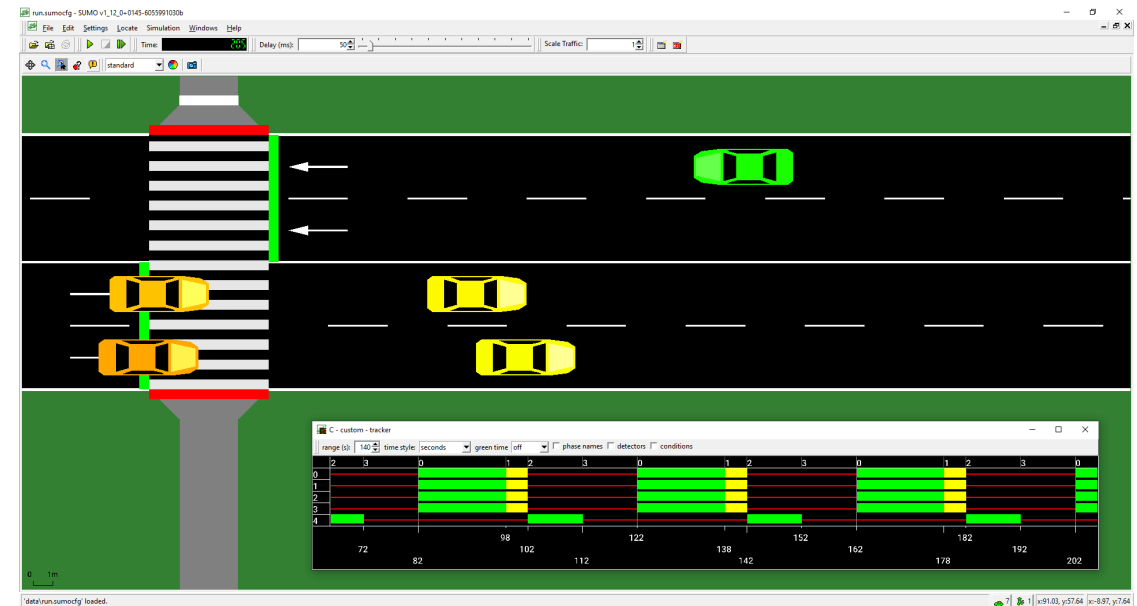 run.sumocfg - SUMO v1_12_0+0145-6055991030b
File Edit Settings Locate Simulation Windows Help
Time: 205 Delay (ms): 50 Scale Traffic: 1
standard
C - custom - tracker
range (s): 140 time style: seconds green time off phase names detectors conditions
2 3 0 1 2 3 0 1 2 3 0 1 2 3 0
0
1
2
3
4
98 122 152 182
72 102 138 162 192
82 112 142 178 202
0 1m
'data\run.sumocfg' loaded.
7 1 x:91.03, y:57.64 x:-8.97, y:7.64